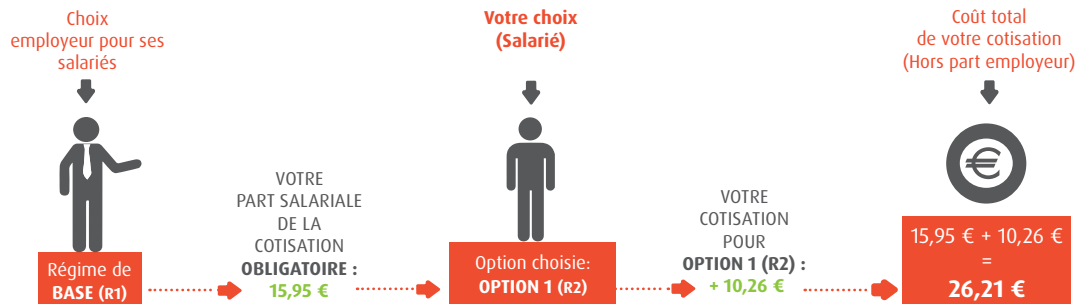 Choix
employeur pour ses
salariés
Votre choix
(Salarié)
Coût total
de votre cotisation
(Hors part employeur)
Régime de
BASE (R1)
VOTRE
PART SALARIALE
DE LA
COTISATION
OBLIGATOIRE :
15,95 €
Option choisie:
OPTION 1 (R2)
VOTRE
COTISATION
POUR
OPTION 1 (R2) :
+ 10,26 €
€
15,95 € + 10,26 €
=
26,21 €